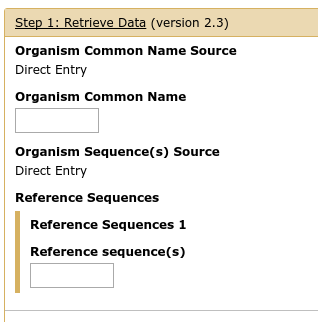 Step 1: Retrieve Data (version 2.3)
Organism Common Name Source
Direct Entry
Organism Common Name
Organism Sequence(s) Source
Direct Entry
Reference Sequences
Reference Sequences 1
Reference sequence(s)